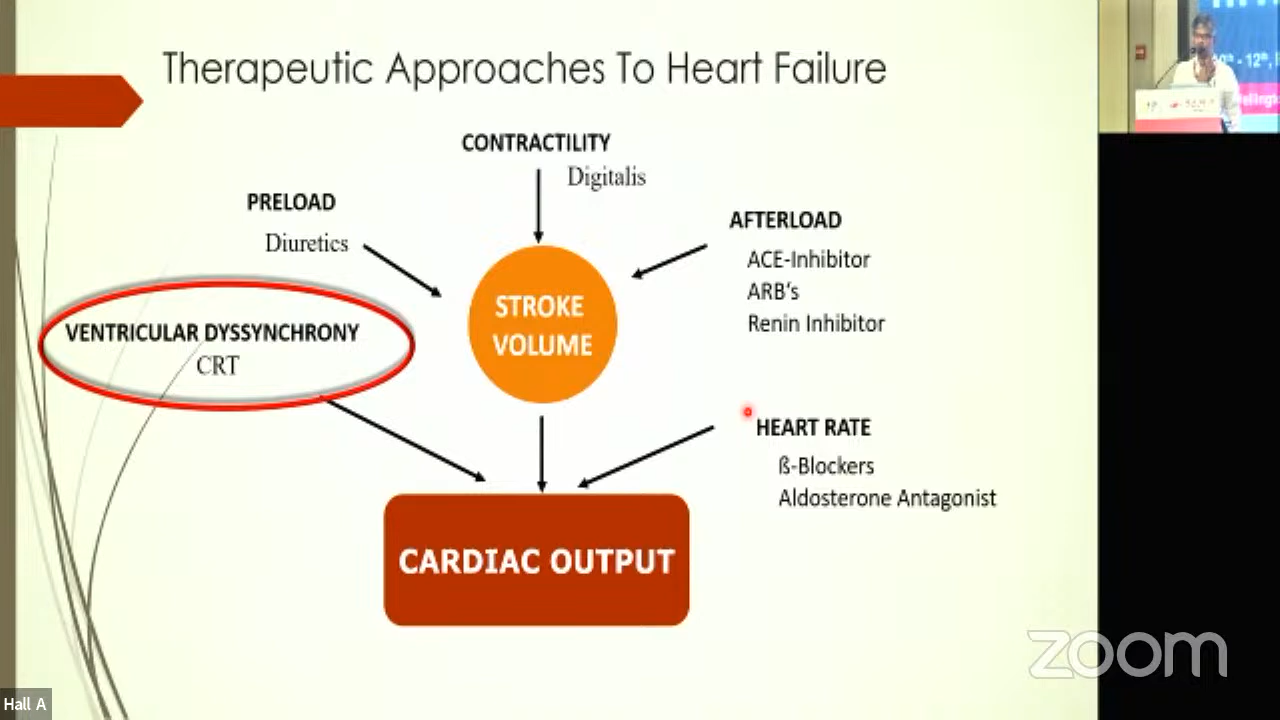 Therapeutic Approaches To Heart Failure
CONTRACTILITY
Digitalis
PRELOAD
Diuretics
AFTERLOAD
ACE-Inhibitor
ARB's
Renin Inhibitor
STROKE
VOLUME
VENTRICULAR DYSSYNCHRONY
CRT
HEART RATE
ß-Blockers
Aldosterone Antagonist
CARDIAC OUTPUT
zoom
Hall A